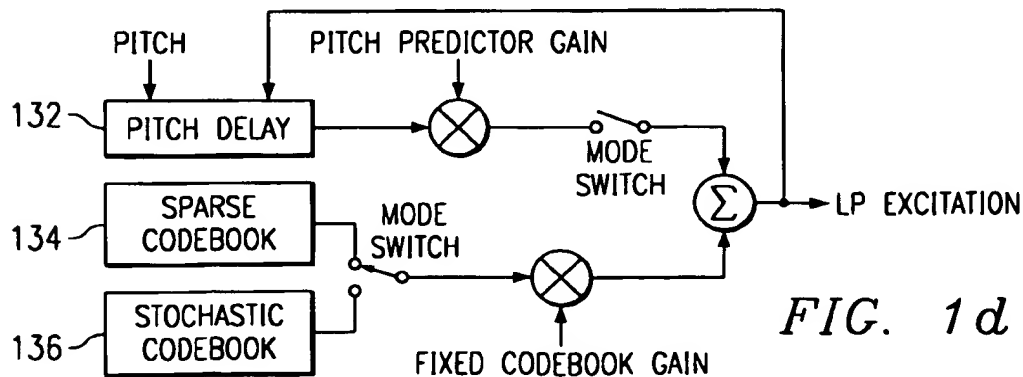 PITCH
PITCH PREDICTOR GAIN
132
PITCH DELAY
MODE
SWITCH
Σ
LP EXCITATION
134
SPARSE
CODEBOOK
MODE
SWITCH
136
STOCHASTIC
CODEBOOK
FIXED CODEBOOK GAIN
FIG. 1d